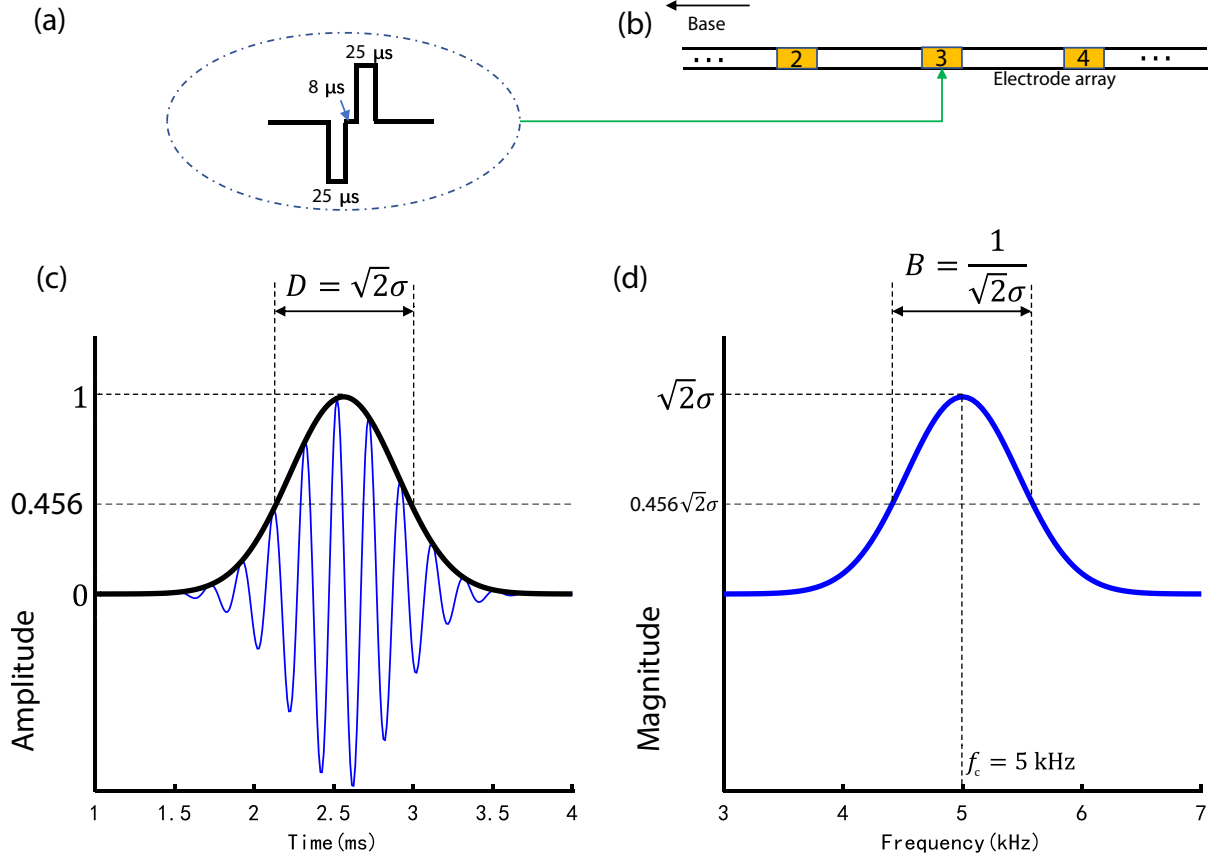 (a)
25 μs
8 μs
25 μs
(b)
Base
... 2 3 4 ...
Electrode array
(c)
D = √2σ
1
0.456
0
Amplitude
1 1.5 2 2.5 3 3.5 4
Time(ms)
(d)
B = 1/√2σ
√2σ
0.456√2σ
Magnitude
f_c = 5 kHz
3 4 5 6 7
Frequency(kHz)